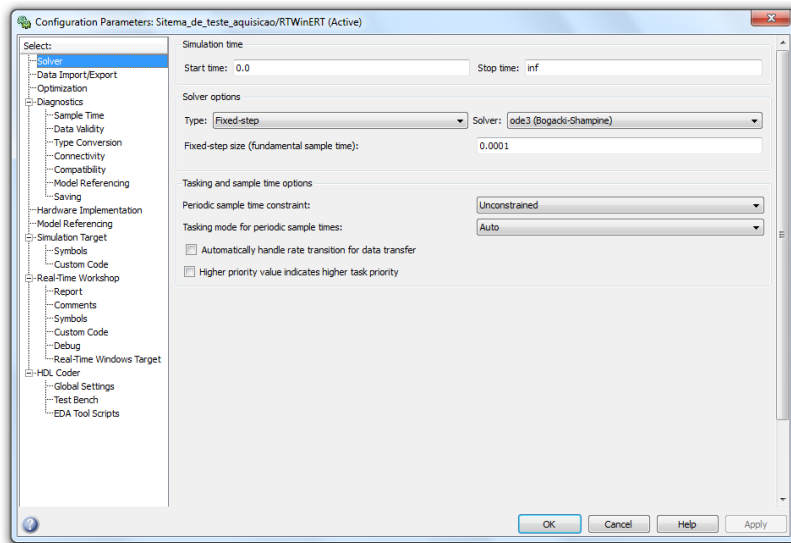 Configuration Parameters: Sitema_de_teste_aquisicao/RTWinERT (Active)
Select:
Solver
Data Import/Export
Optimization
Diagnostics
Sample Time
Data Validity
Type Conversion
Connectivity
Compatibility
Model Referencing
Saving
Hardware Implementation
Model Referencing
Simulation Target
Symbols
Custom Code
Real-Time Workshop
Report
Comments
Symbols
Custom Code
Debug
Real-Time Windows Target
HDL Coder
Global Settings
Test Bench
EDA Tool Scripts
Simulation time
Start time: 0.0 Stop time: inf
Solver options
Type: Fixed-step Solver: ode3 (Bogacki-Shampine)
Fixed-step size (fundamental sample time): 0.0001
Tasking and sample time options
Periodic sample time constraint: Unconstrained
Tasking mode for periodic sample times: Auto
Automatically handle rate transition for data transfer
Higher priority value indicates higher task priority
OK Cancel Help Apply